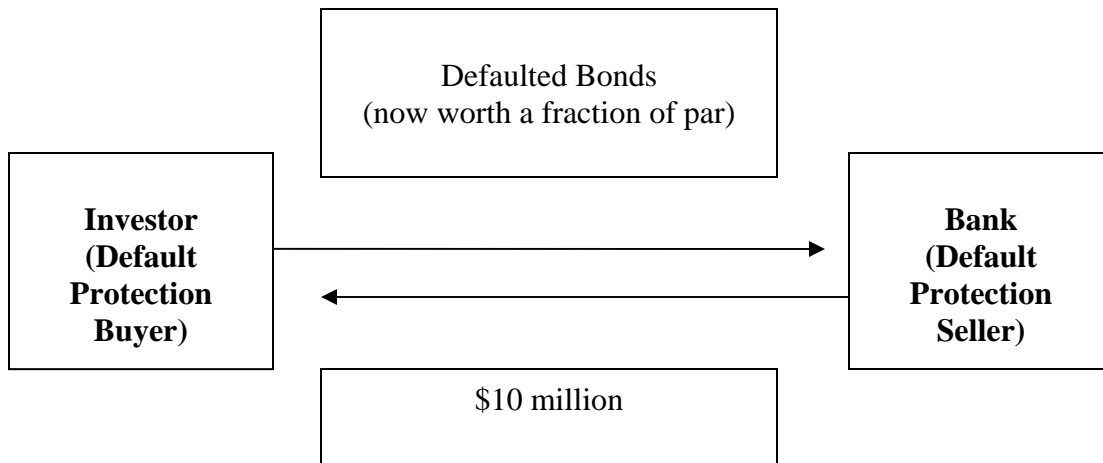 Defaulted Bonds
(now worth a fraction of par)
Investor
(Default
Protection
Buyer)
Bank
(Default
Protection
Seller)
$10 million